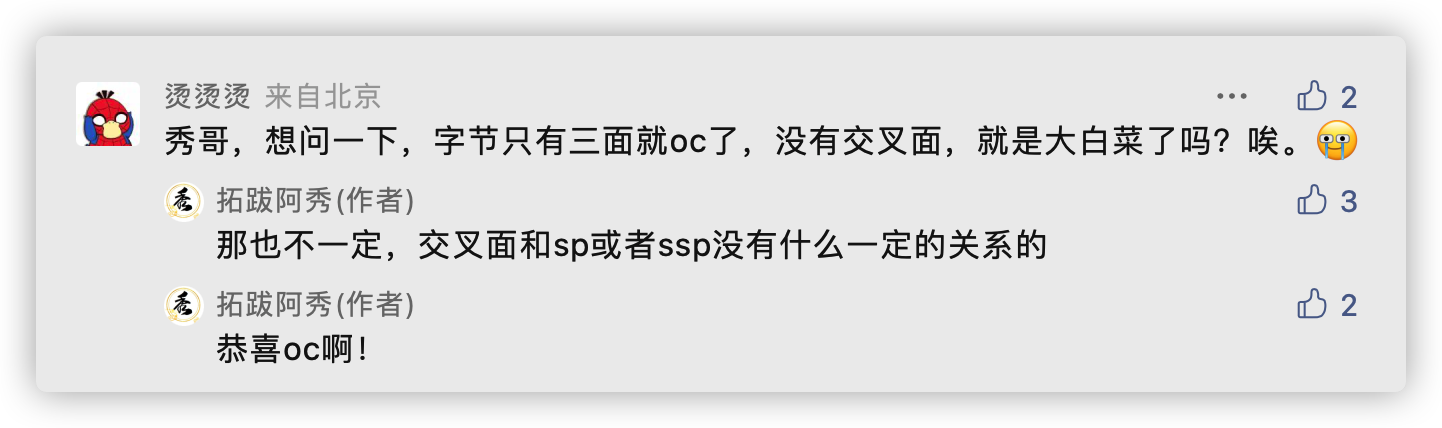 烫烫烫 来自北京 2
秀哥，想问一下，字节只有三面就oc了，没有交叉面，就是大白菜了吗？唉。
秀 拓跋阿秀(作者) 3
那也不一定，交叉面和sp或者ssp没有什么一定的关系的
秀 拓跋阿秀(作者) 2
恭喜oc啊！